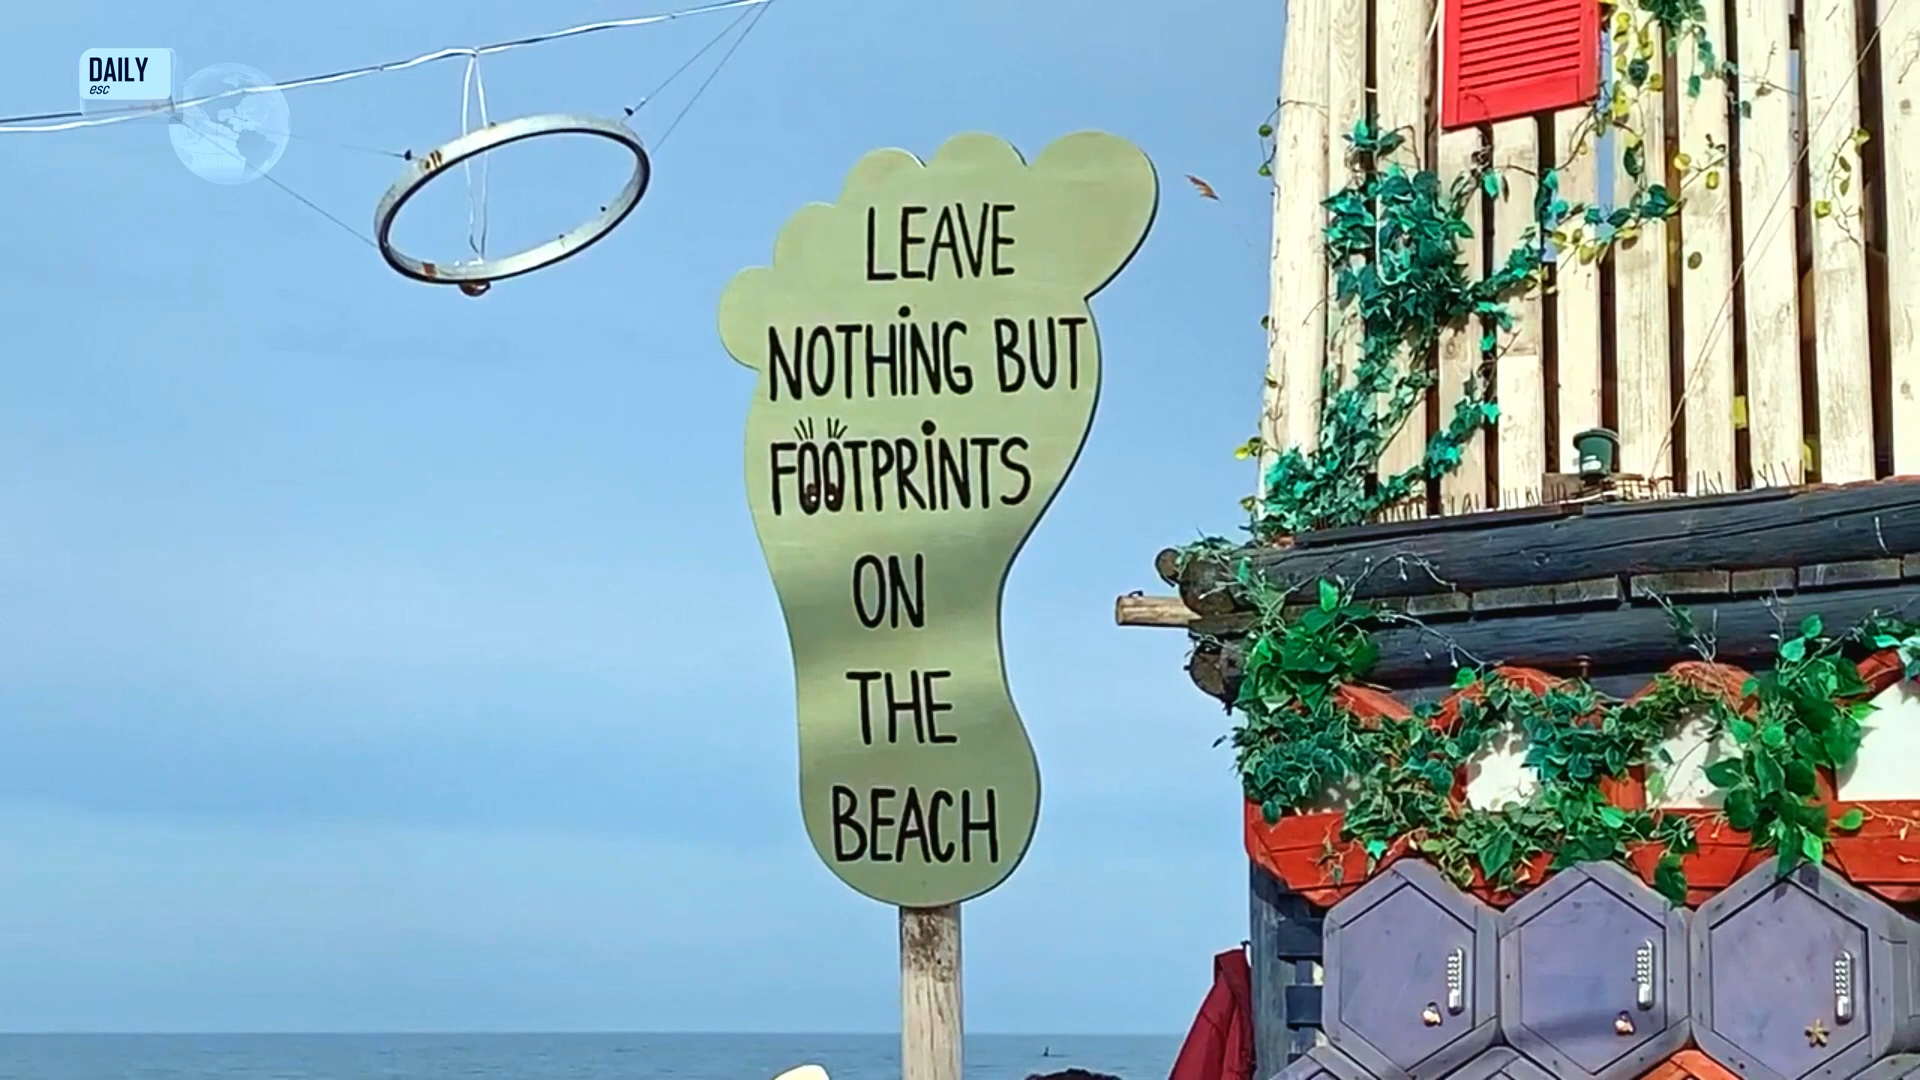 DAILY
esc
LEAVE
NOTHiNG BUT
FOOTPRiNTS
ON
THE
BEACH